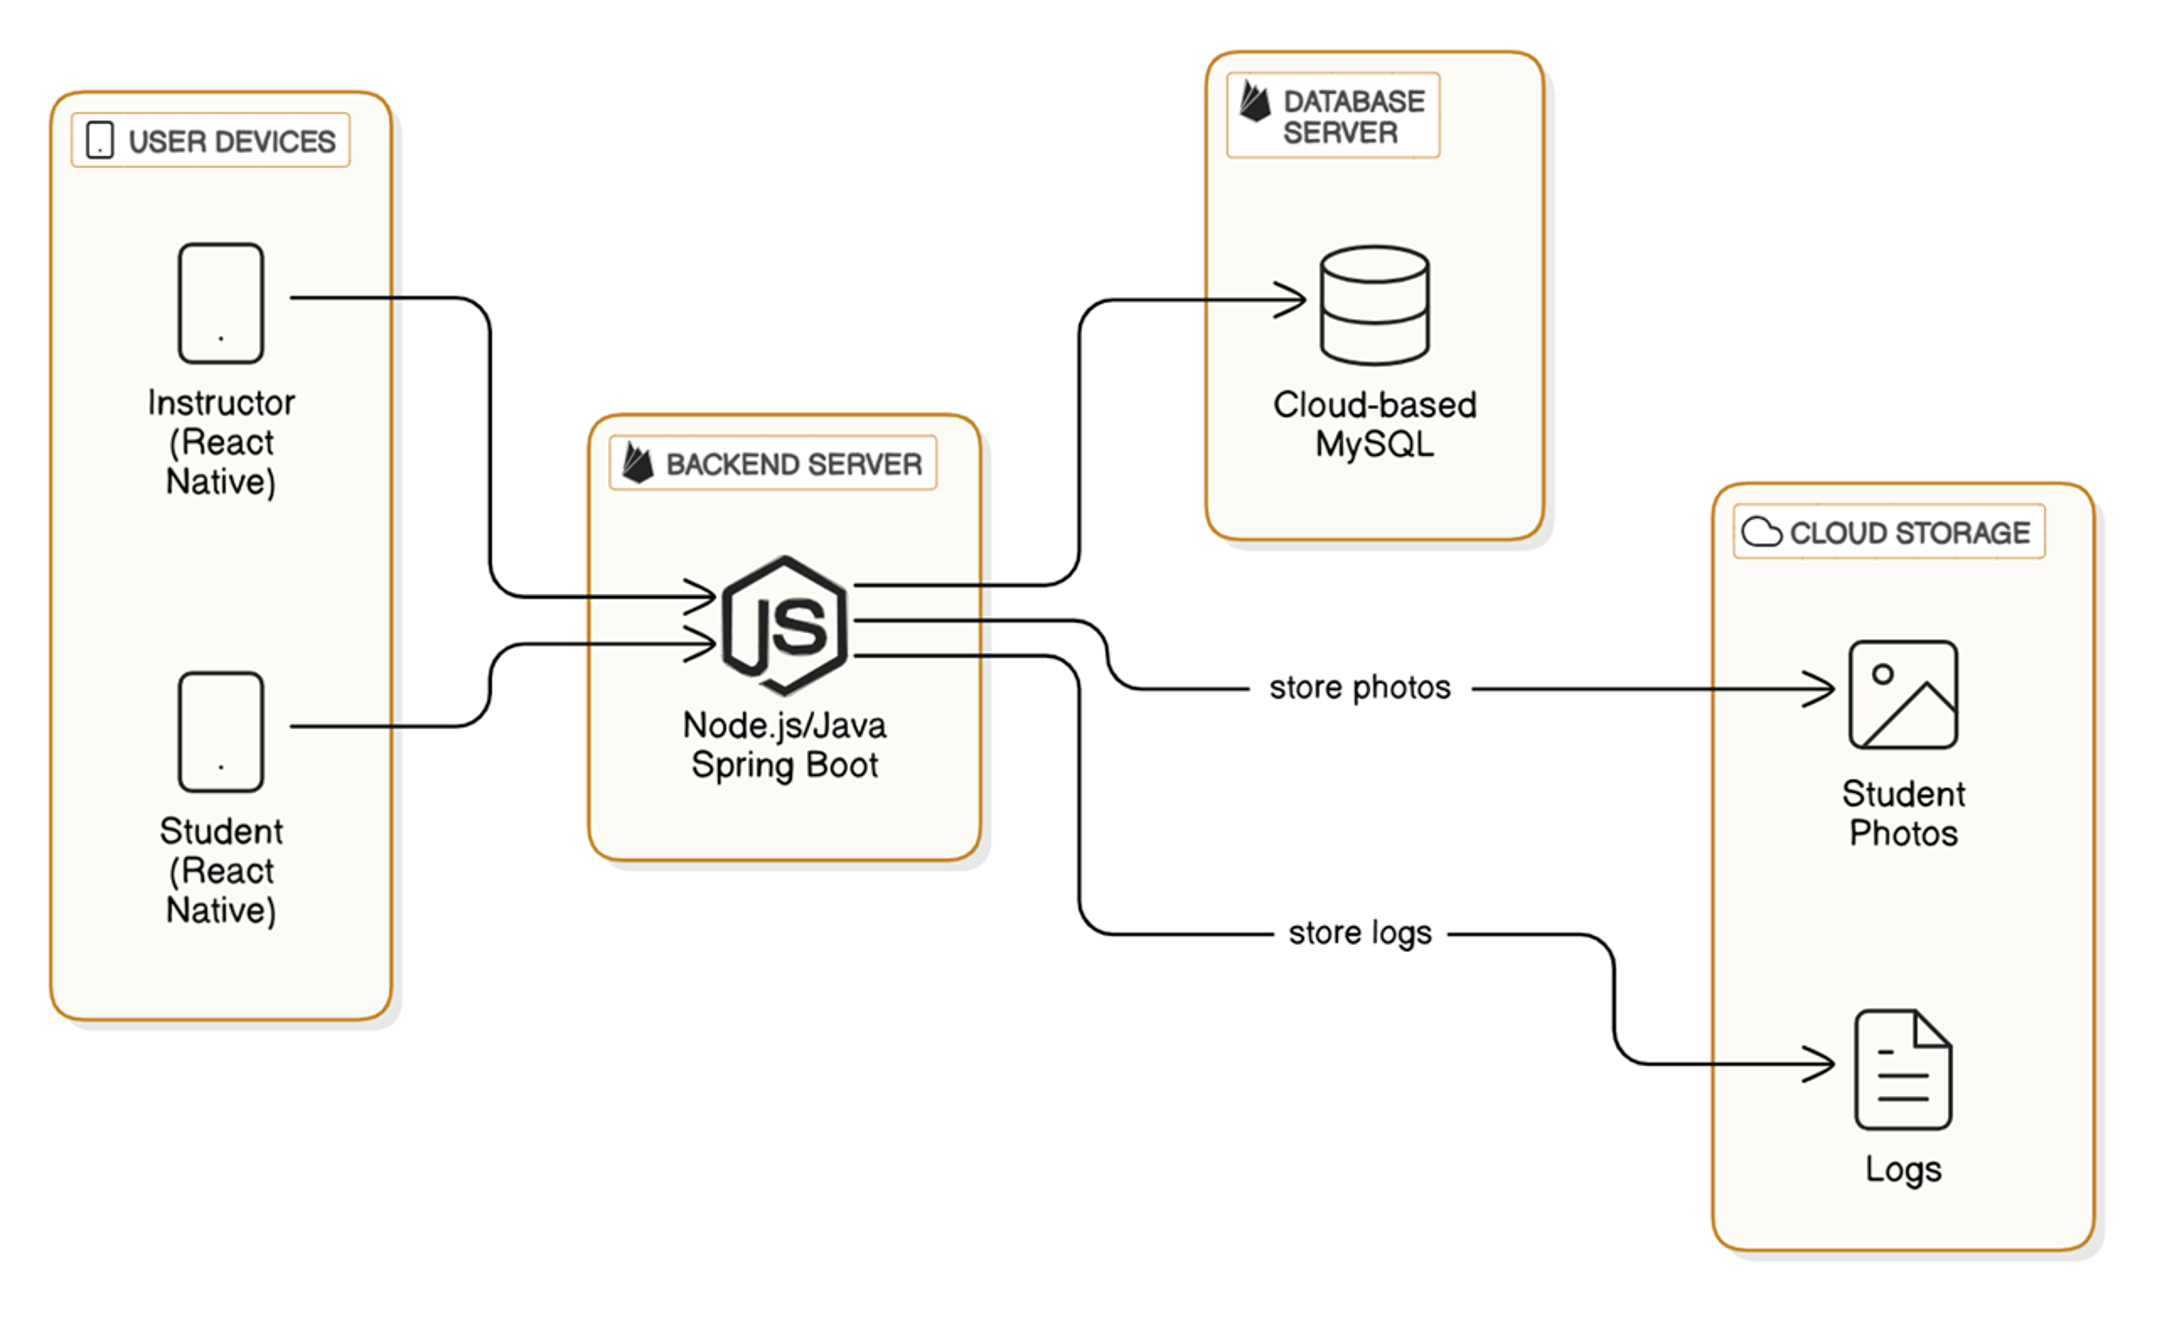 USER DEVICES
Instructor
(React
Native)
Student
(React
Native)
BACKEND SERVER
JS
Node.js/Java
Spring Boot
DATABASE
SERVER
Cloud-based
MySQL
store photos
store logs
CLOUD STORAGE
Student
Photos
Logs